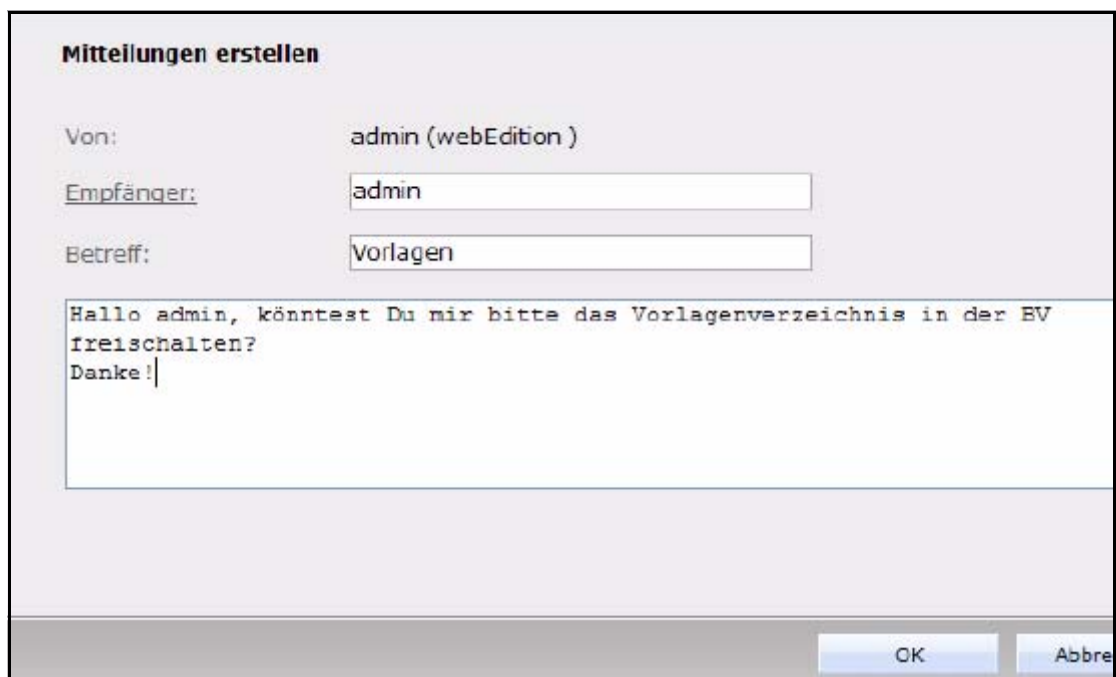 Mitteilungen erstellen
Von: admin (webEdition )
Empfänger: admin
Betreff: Vorlagen
Hallo admin, könntest Du mir bitte das Vorlagenverzeichnis in der BV
freischalten?
Danke!
OK Abbre